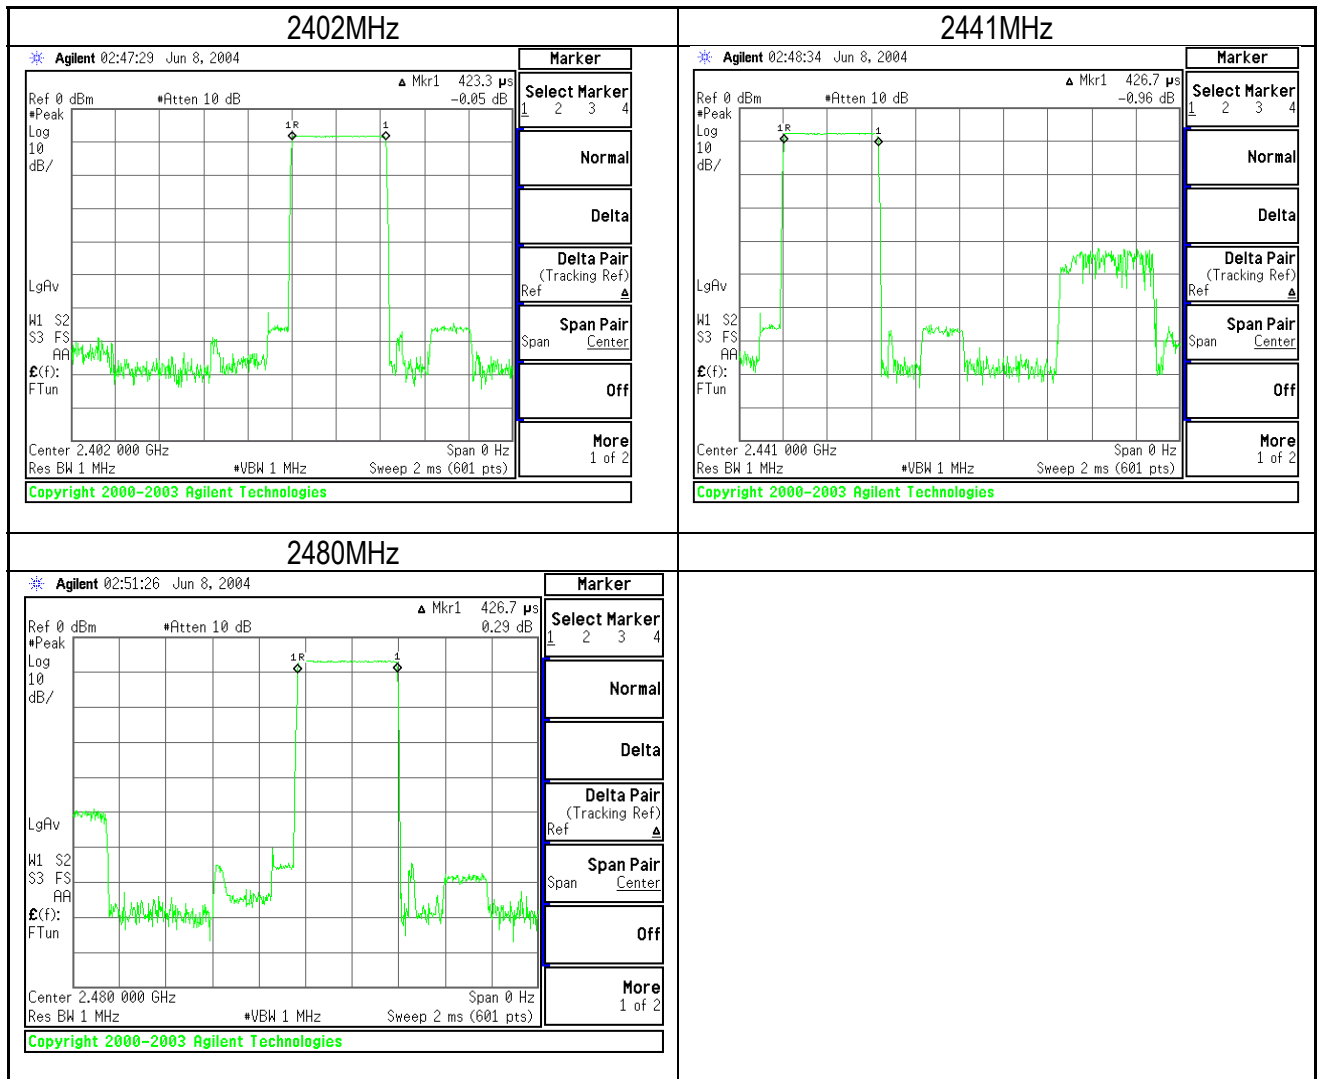 2402MHz
Agilent 02:47:29 Jun 8, 2004
Marker
Δ Mkr1 423.3 µs
Ref 0 dBm #Atten 10 dB -0.05 dB
#Peak
Log
10
dB/
1R 1
LgAv
W1 S2
S3 FS
AA
£(f):
FTun
Center 2.402 000 GHz Span 0 Hz
Res BW 1 MHz #VBW 1 MHz Sweep 2 ms (601 pts)
Copyright 2000-2003 Agilent Technologies
Select Marker
1 2 3 4
Normal
Delta
Delta Pair
(Tracking Ref)
Ref Δ
Span Pair
Span Center
Off
More
1 of 2
2441MHz
Agilent 02:48:34 Jun 8, 2004
Marker
Δ Mkr1 426.7 µs
Ref 0 dBm #Atten 10 dB -0.96 dB
#Peak
Log
10
dB/
1R 1
LgAv
W1 S2
S3 FS
AA
£(f):
FTun
Center 2.441 000 GHz Span 0 Hz
Res BW 1 MHz #VBW 1 MHz Sweep 2 ms (601 pts)
Copyright 2000-2003 Agilent Technologies
Select Marker
1 2 3 4
Normal
Delta
Delta Pair
(Tracking Ref)
Ref Δ
Span Pair
Span Center
Off
More
1 of 2
2480MHz
Agilent 02:51:26 Jun 8, 2004
Marker
Δ Mkr1 426.7 µs
Ref 0 dBm #Atten 10 dB 0.29 dB
#Peak
Log
10
dB/
1R 1
LgAv
W1 S2
S3 FS
AA
£(f):
FTun
Center 2.480 000 GHz Span 0 Hz
Res BW 1 MHz #VBW 1 MHz Sweep 2 ms (601 pts)
Copyright 2000-2003 Agilent Technologies
Select Marker
1 2 3 4
Normal
Delta
Delta Pair
(Tracking Ref)
Ref Δ
Span Pair
Span Center
Off
More
1 of 2